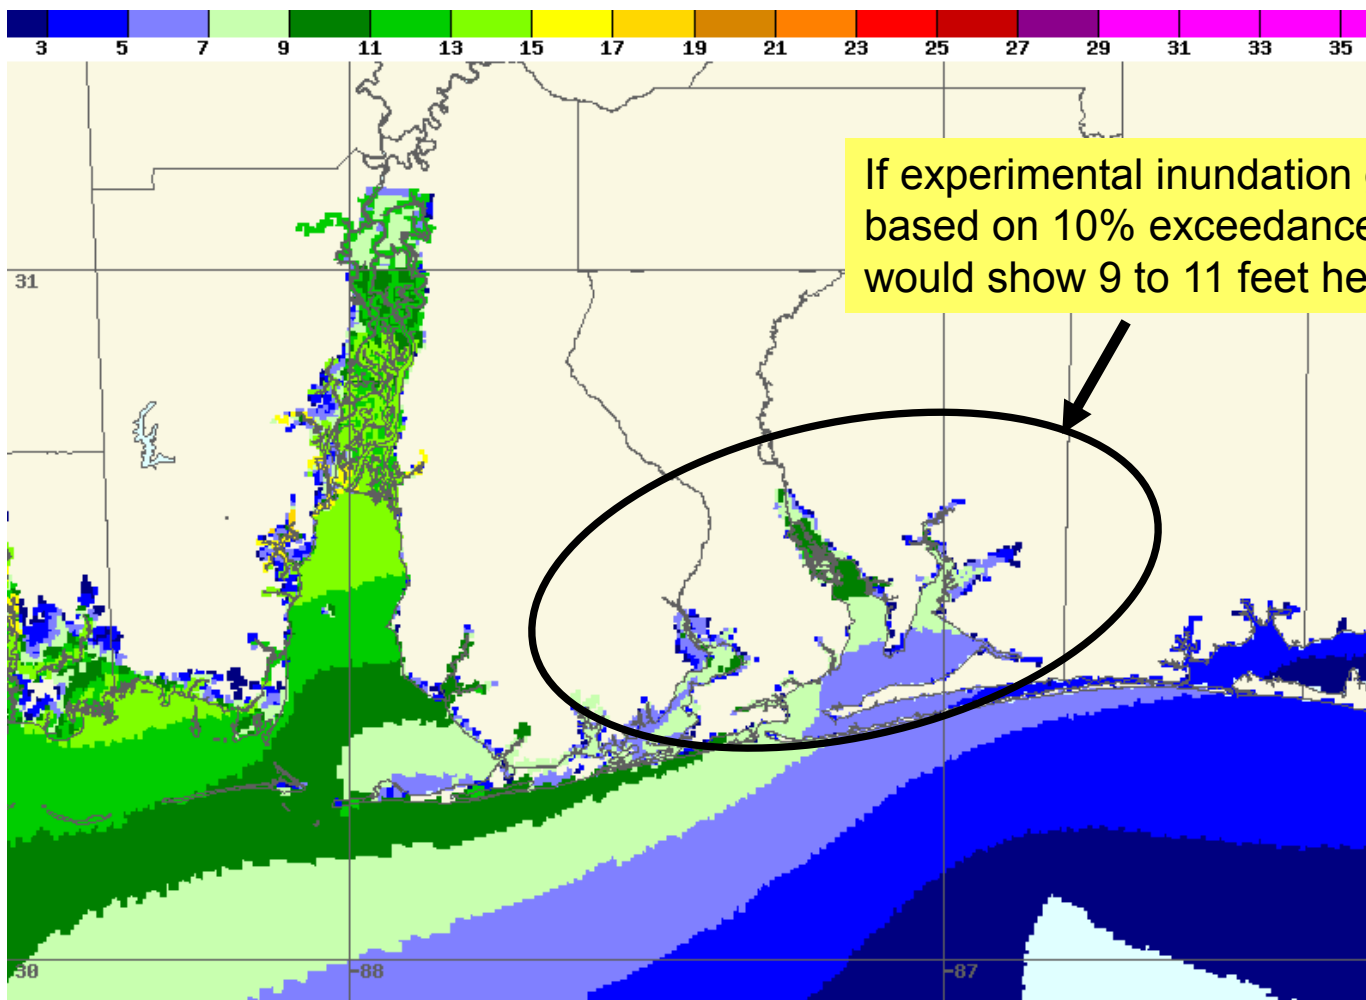 3 5 7 9 11 13 15 17 19 21 23 25 27 29 31 33 35
If experimental inundation
based on 10% exceedance
would show 9 to 11 feet
31
30
-88
-87